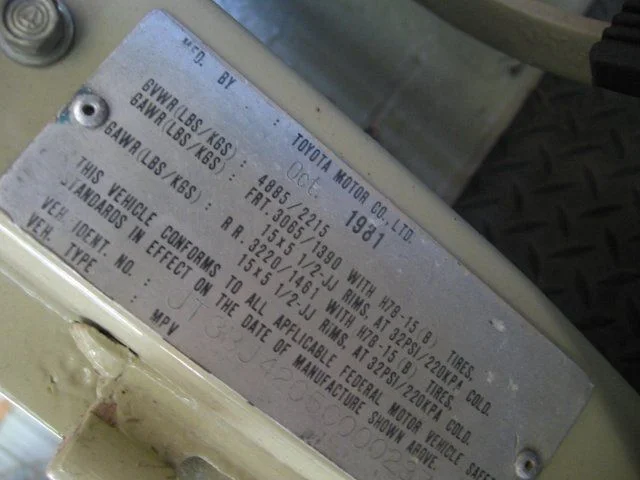 MFD. BY : TOYOTA MOTOR CO., LTD.
Oct. 1981
GVWR(LBS/KGS) : 4885/2215
GAWR(LBS/KGS) : FRT. 3065/1390 WITH H78-15(B) TIRES,
15x5 1/2-JJ RIMS, AT 32PSI/220KPA COLD.
GAWR(LBS/KGS) : RR. 3220/1461 WITH H78-15(B) TIRES,
15x5 1/2-JJ RIMS, AT 32PSI/220KPA COLD.
THIS VEHICLE CONFORMS TO ALL APPLICABLE FEDERAL MOTOR VEHICLE SAFE
STANDARDS IN EFFECT ON THE DATE OF MANUFACTURE SHOWN ABOVE.
VEH. IDENT. NO. :
VEH. TYPE : MPV